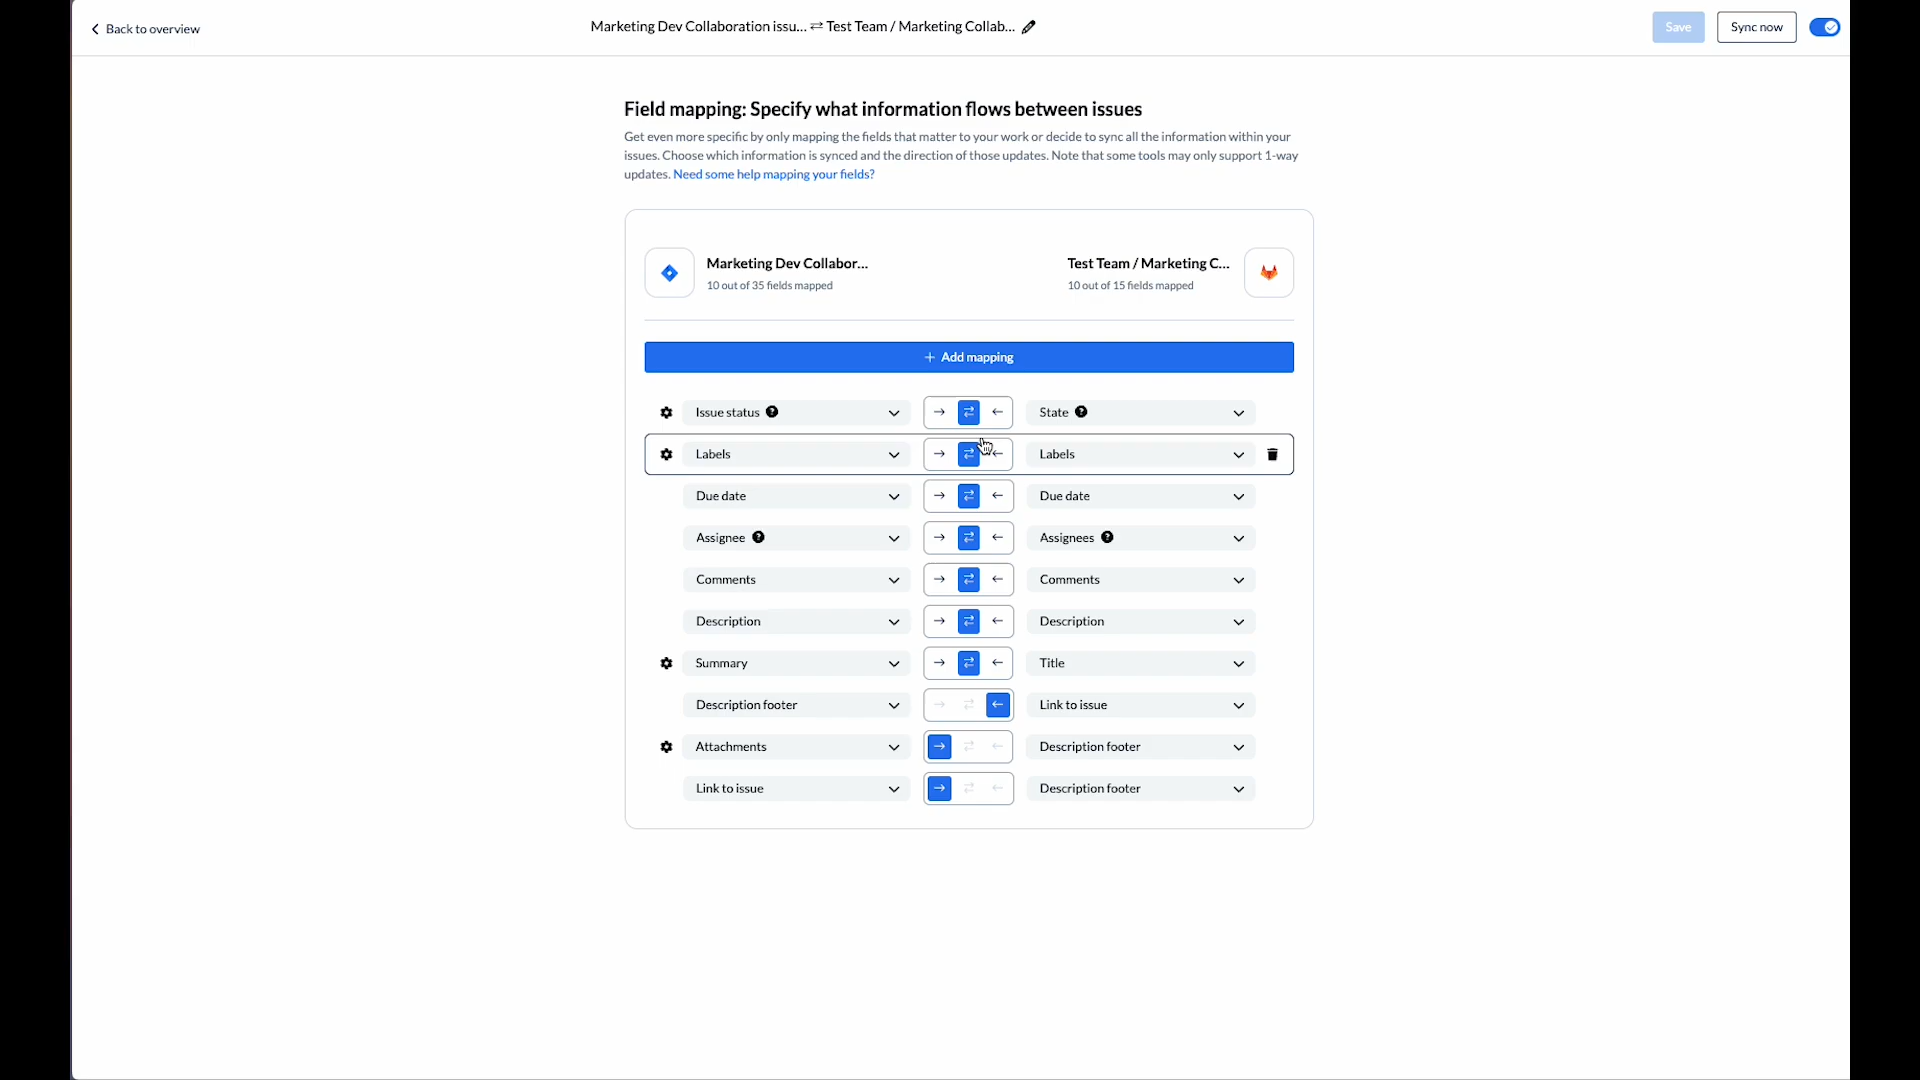 Back to overview
Marketing Dev Collaboration issu... ⇄ Test Team / Marketing Collab...
Save
Sync now
Field mapping: Specify what information flows between issues
Get even more specific by only mapping the fields that matter to your work or decide to sync all the information within your
issues. Choose which information is synced and the direction of those updates. Note that some tools may only support 1-way
updates. Need some help mapping your fields?
Marketing Dev Collabor...
10 out of 35 fields mapped
Test Team / Marketing C...
10 out of 15 fields mapped
+ Add mapping
Issue status ? → ⇄ ← State ?
Labels → ⇄ ← Labels
Due date → ⇄ ← Due date
Assignee ? → ⇄ ← Assignees ?
Comments → ⇄ ← Comments
Description → ⇄ ← Description
Summary → ⇄ ← Title
Description footer → ⇄ ← Link to issue
Attachments → ⇄ ← Description footer
Link to issue → ⇄ ← Description footer